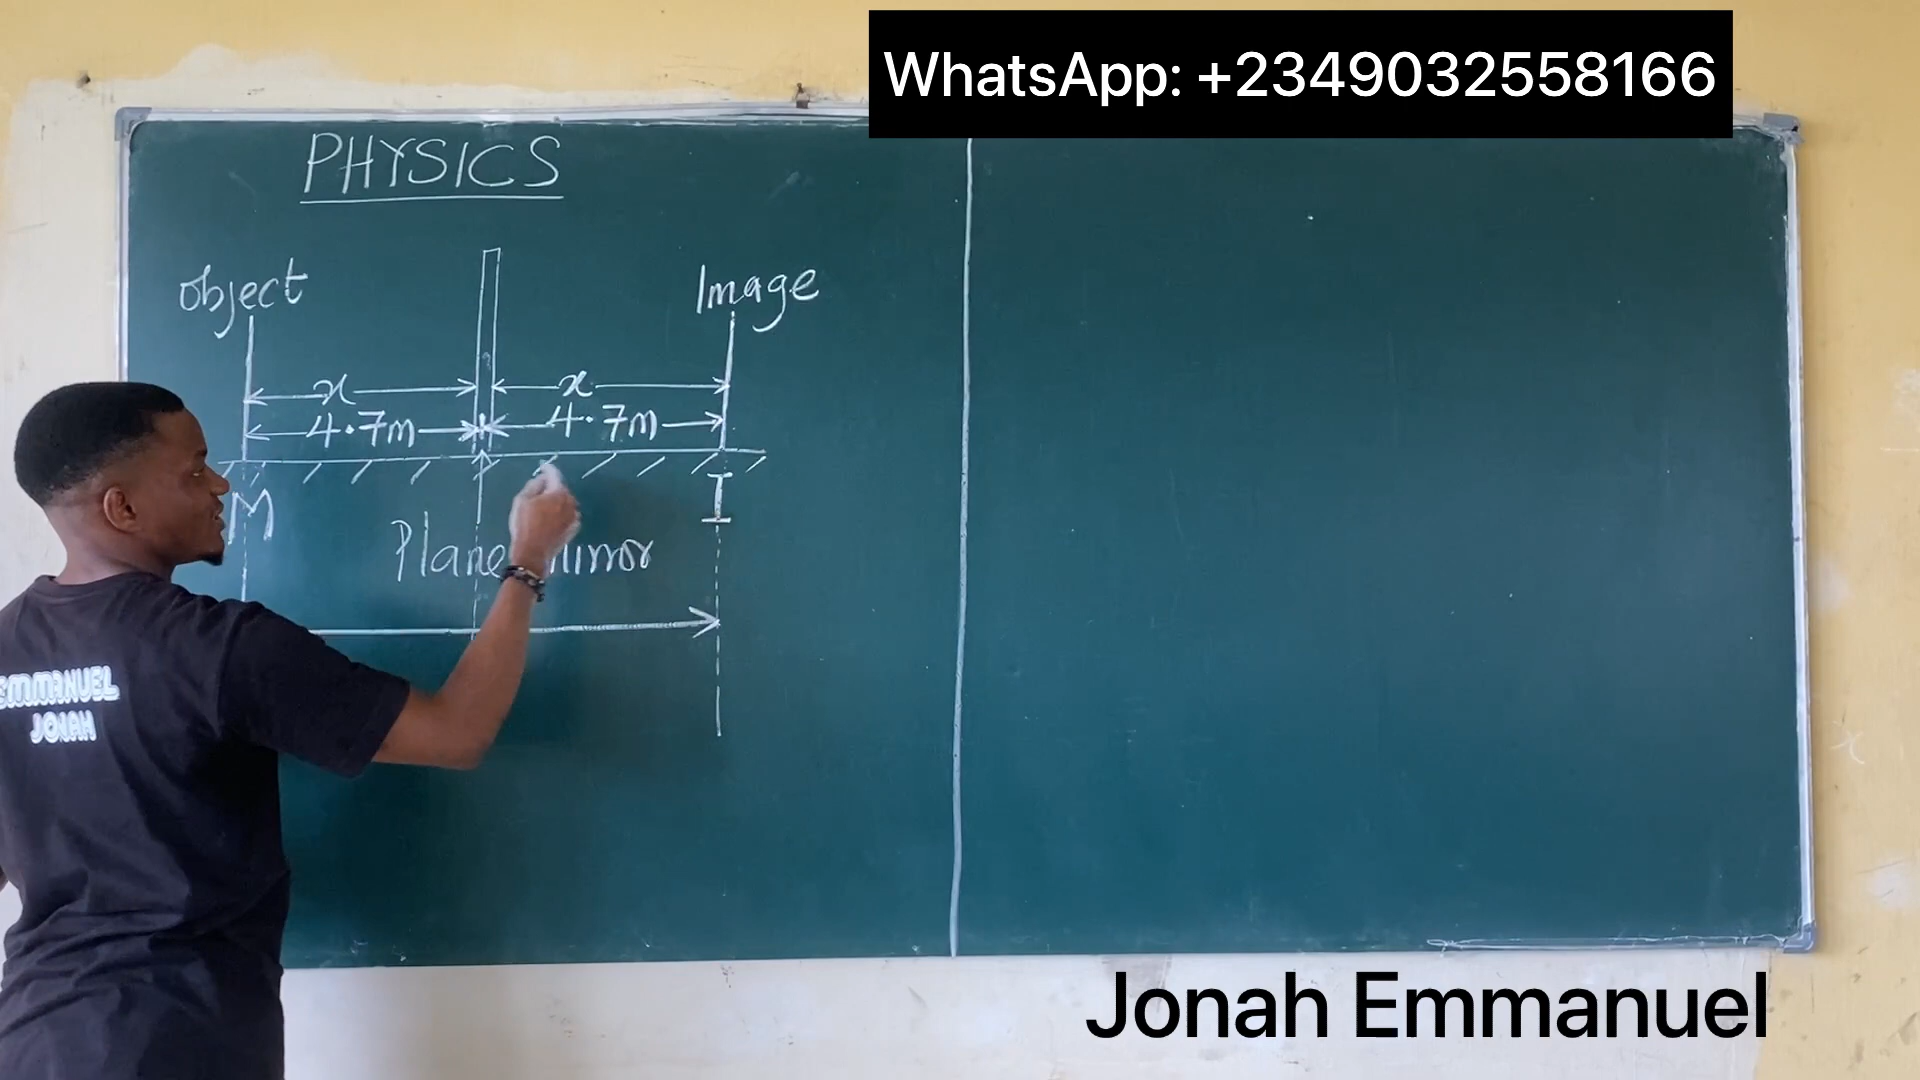 WhatsApp: +2349032558166
PHYSICS
Object
Image
x
x
4.7m
4.7m
M
I
Plane Mirror
EMMANUEL
JONAH
Jonah Emmanuel